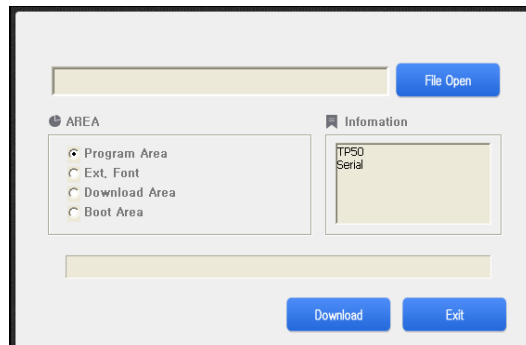 File Open
AREA
Infomation
Program Area
Ext. Font
Download Area
Boot Area
TP50
Serial
Download
Exit